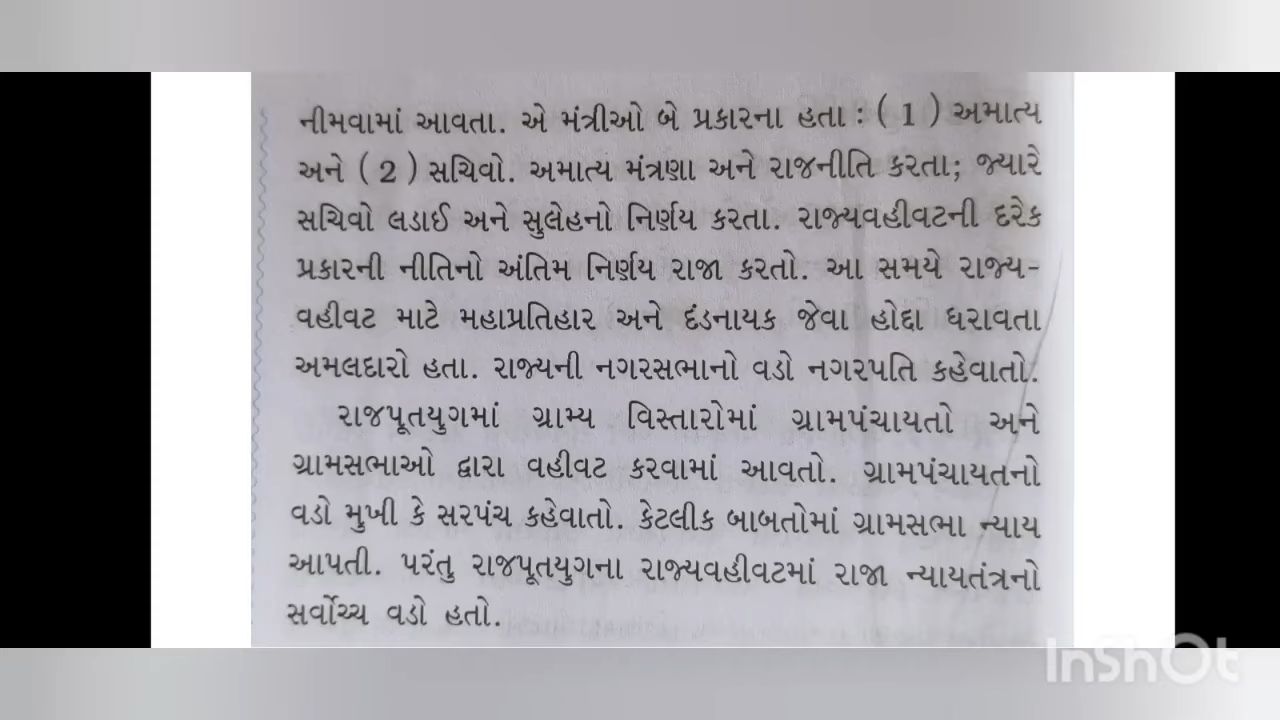 નીમવામાં આવતા. એ મંત્રીઓ બે પ્રકારના હતા : ( 1 ) અમાત્ય
અને ( 2 ) સચિવો. અમાત્ય મંત્રણા અને રાજનીતિ કરતા; જ્યારે
સચિવો લડાઈ અને સુલેહનો નિર્ણય કરતા. રાજ્યવહીવટની દરેક
પ્રકારની નીતિનો અંતિમ નિર્ણય રાજા કરતો. આ સમયે રાજ્ય-
વહીવટ માટે મહાપ્રતિહાર અને દંડનાયક જેવા હોદ્દા ધરાવતા
અમલદારો હતા. રાજ્યની નગરસભાનો વડો નગરપતિ કહેવાતો.
રાજપૂતયુગમાં ગ્રામ્ય વિસ્તારોમાં ગ્રામપંચાયતો અને
ગ્રામસભાઓ દ્વારા વહીવટ કરવામાં આવતો. ગ્રામપંચાયતનો
વડો મુખી કે સરપંચ કહેવાતો. કેટલીક બાબતોમાં ગ્રામસભા ન્યાય
આપતી. પરંતુ રાજપૂતયુગના રાજ્યવહીવટમાં રાજા ન્યાયતંત્રનો
સર્વોચ્ચ વડો હતો.
InShOt